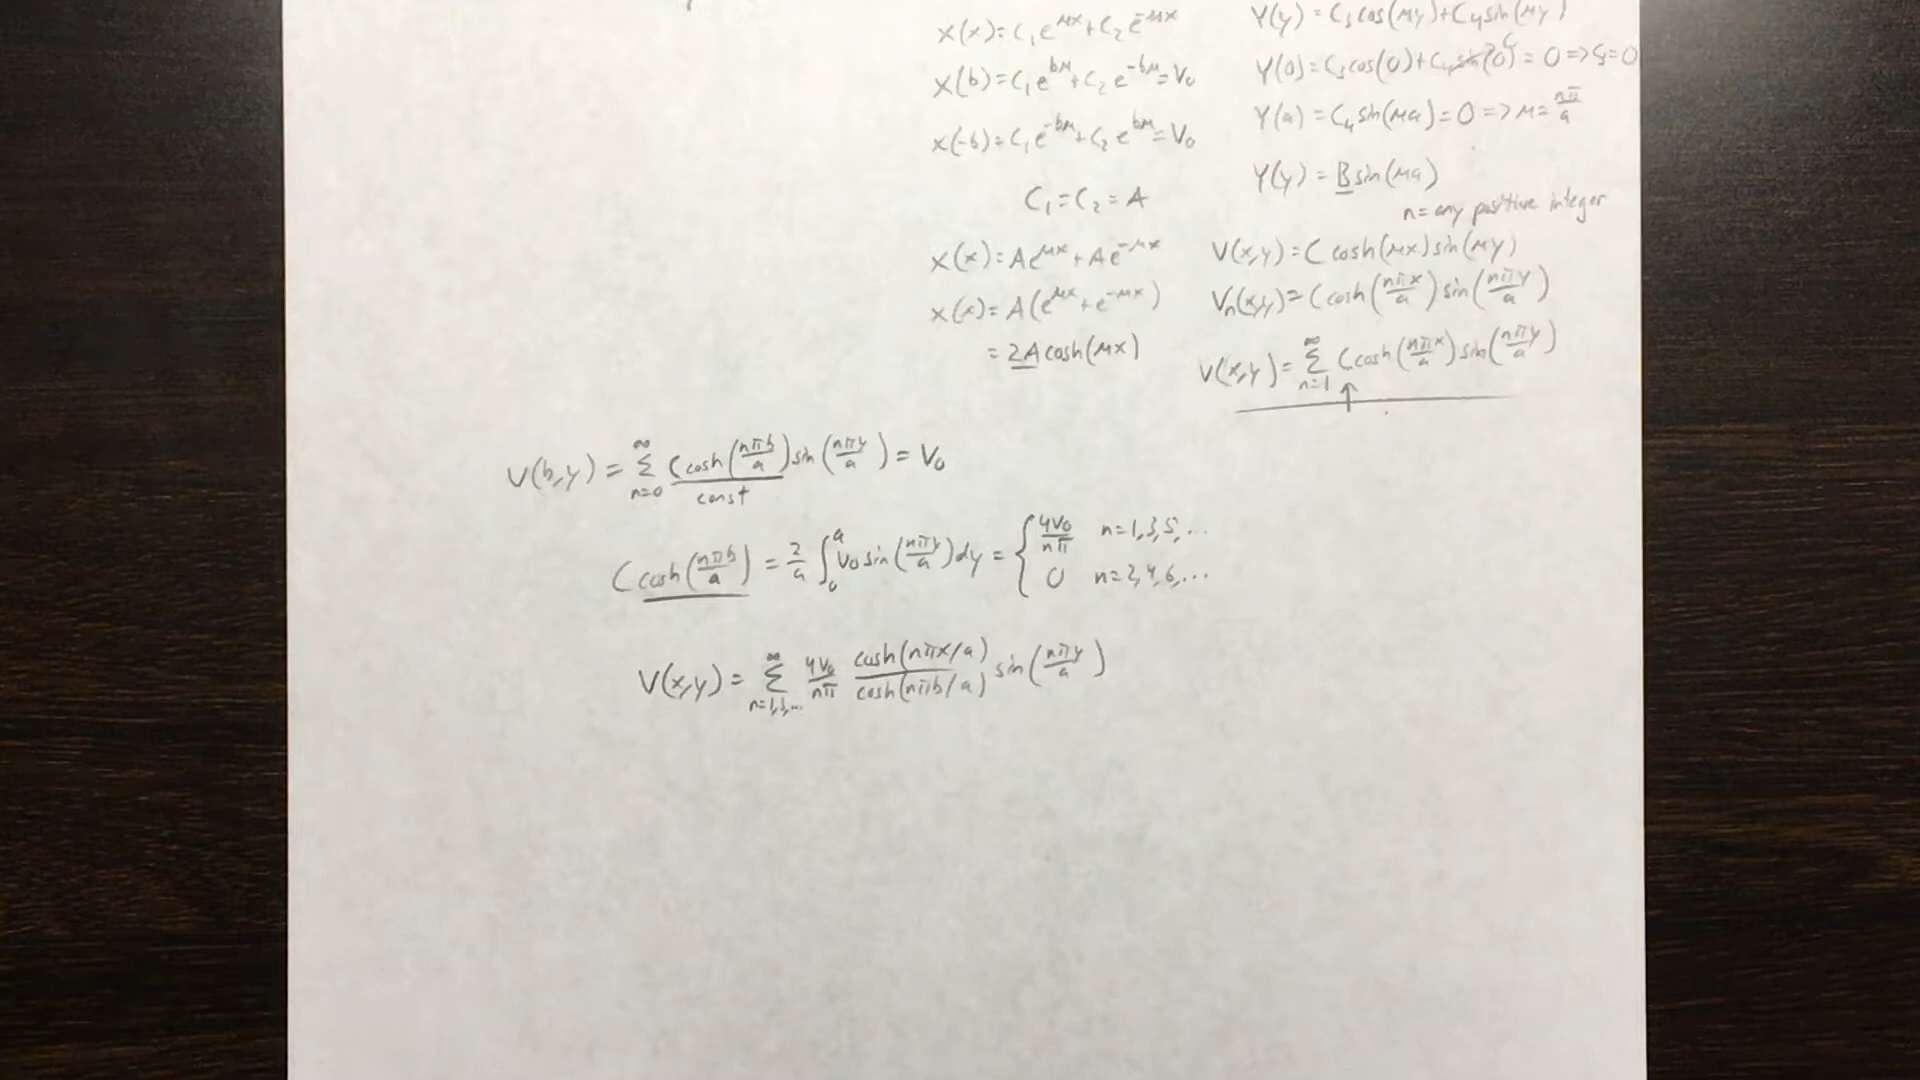 X(x)=C₁e^{μx}+C₂e^{-μx}
X(b)=C₁e^{bμ}+C₂e^{-bμ}=V₀
X(-b)=C₁e^{-bμ}+C₂e^{bμ}=V₀
C₁=C₂=A
X(x)=Ae^{μx}+Ae^{-μx}
X(x)=A(e^{μx}+e^{-μx})
=2A cosh(μx)
Y(y)=C₃cos(μy)+C₄sin(μy)
Y(0)=C₃cos(0)+C₄sin(0)=0=>C₃=0
Y(a)=C₄sin(μa)=0=>μ=nπ/a
Y(y)=B sin(μa)
n=any positive integer
V(x,y)=C cosh(μx)sin(μy)
Vₙ(x,y)=C cosh(nπx/a)sin(nπy/a)
V(x,y)=∑_{n=1}^{∞} C cosh(nπx/a)sin(nπy/a)
V(b,y)=∑_{n=0}^{∞} C cosh(nπb/a)sin(nπy/a)=V₀
const
C cosh(nπb/a)=2/a ∫₀^a V₀ sin(nπy/a)dy={4V₀/nπ n=1,3,5,...
0 n=2,4,6,...
V(x,y)=∑_{n=1,3,...}^{∞} 4V₀/nπ cosh(nπx/a)/cosh(nπb/a) sin(nπy/a)